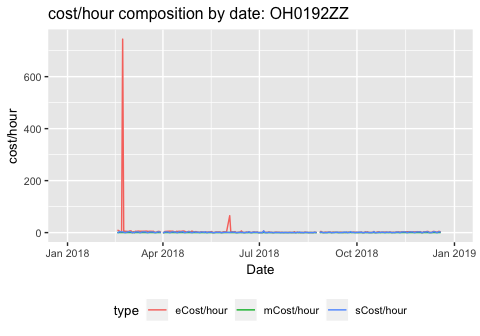 cost/hour composition by date: OH0192ZZ
cost/hour
600
400
200
0
Jan 2018 Apr 2018 Jul 2018 Oct 2018 Jan 2019
Date
type eCost/hour mCost/hour sCost/hour